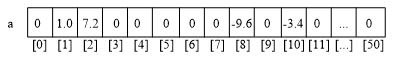 a 0 1.0 7.2 0 0 0 0 0 -9.6 0 -3.4 0 ... 0
[0] [1] [2] [3] [4] [5] [6] [7] [8] [9] [10] [11] [...] [50]